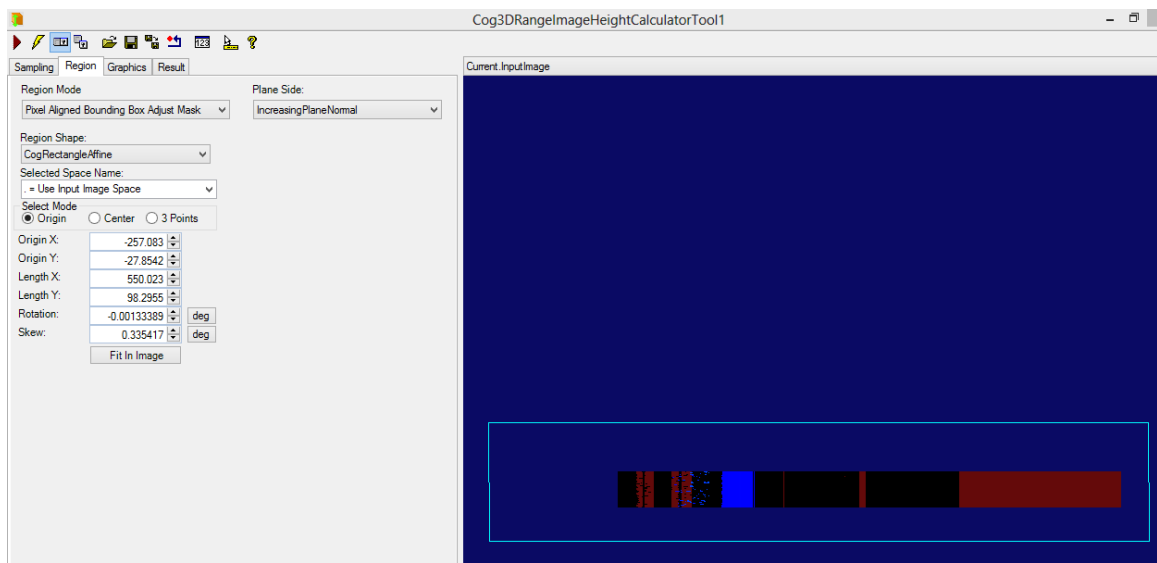 Cog3DRangeImageHeightCalculatorTool1
123
Sampling Region Graphics Result
Current.InputImage
Region Mode
Plane Side:
Pixel Aligned Bounding Box Adjust Mask
IncreasingPlaneNormal
Region Shape:
CogRectangleAffine
Selected Space Name:
. = Use Input Image Space
Select Mode
Origin Center 3 Points
Origin X: -257.083
Origin Y: -27.8542
Length X: 550.023
Length Y: 98.2955
Rotation: -0.00133389 deg
Skew: 0.335417 deg
Fit In Image